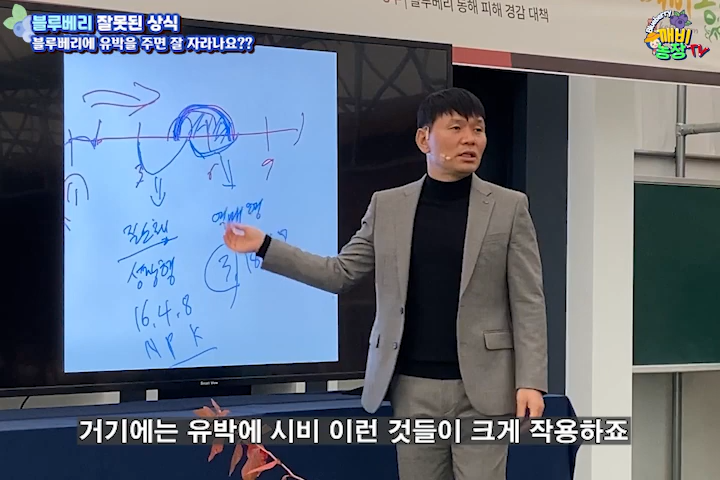 블루베리 잘못된 상식
블루베리에 유박을 주면 잘 자라나요??
블루베리 동해 피해 경감 대책
깨비
농장TV
3
9
질소형
성장형
열매형
16.4.8
N P K
거기에는 유박에 시비 이런 것들이 크게 작용하죠